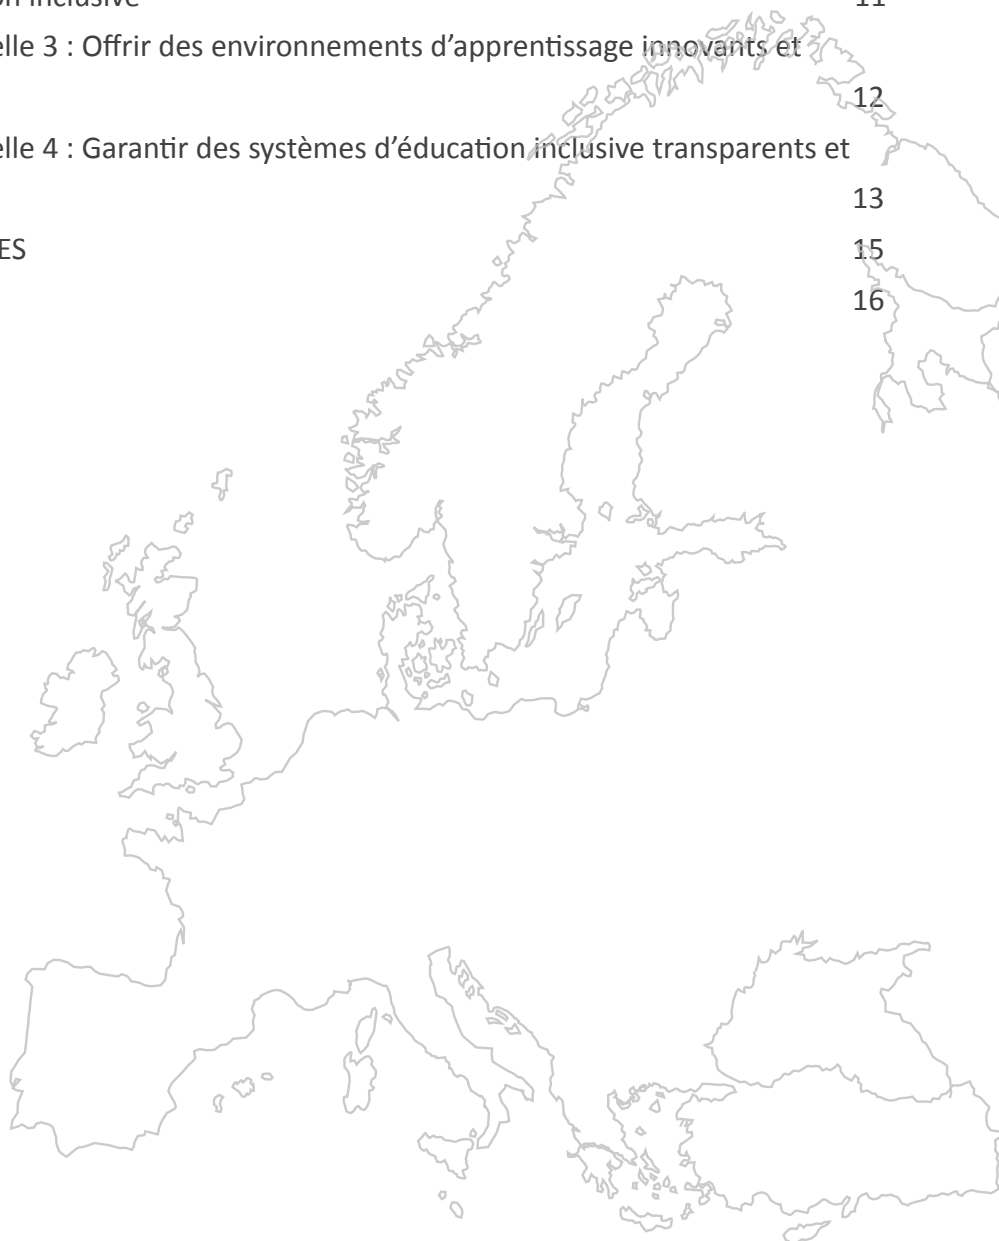 on inclusive 11
elle 3 : Offrir des environnements d'apprentissage innovants et
12
elle 4 : Garantir des systèmes d'éducation inclusive transparents et
13
ES 15
16